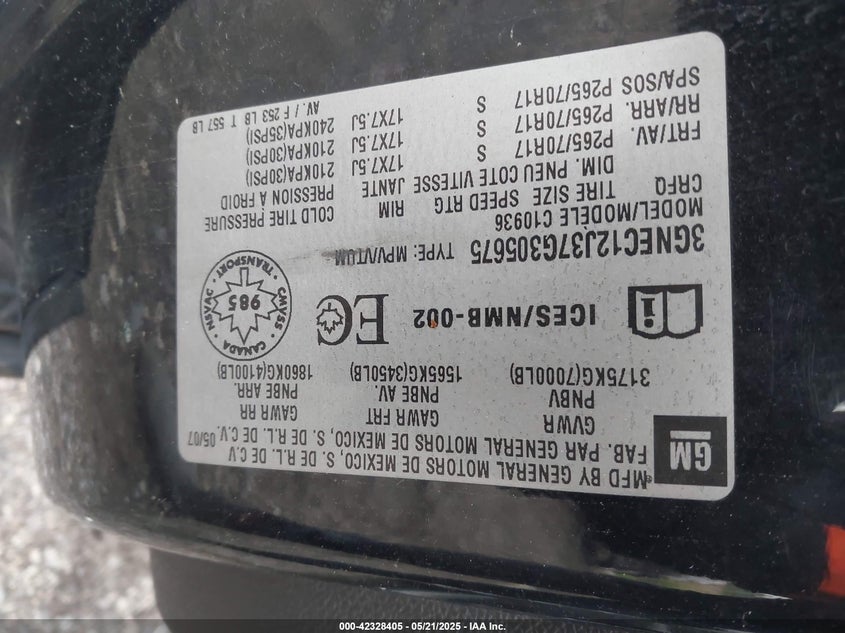 MFD BY GENERAL MOTORS DE MEXICO, S. DE R.L. DE C.V.
FAB. PAR GENERAL MOTORS DE MEXICO, S. DE R.L. DE C.V. 05/07
GM
GVWR GAWR FRT GAWR RR
PNBV PNBE AV. PNBE ARR.
3175KG(7000LB) 1565KG(3450LB) 1860KG(4100LB)
ICES/NMB-002 EC
NSVAC · TRANSPORT · CMVSS · CANADA
985
3GNEC12J37G305675 TYPE: MPV/VTUM
MODEL/MODÈLE C10936
CRFQ TIRE SIZE SPEED RTG RIM COLD TIRE PRESSURE
DIM. PNEU COTE VITESSE JANTE PRESSION A FROID
FRT/AV. P265/70R17 S 17X7.5J 210KPA(30PSI)
RR/ARR. P265/70R17 S 17X7.5J 210KPA(30PSI)
SPA/SOS P265/70R17 S 17X7.5J 240KPA(35PSI)
AV. / F 253 LB T 557 LB
000-42328405 - 05/21/2025 - IAA Inc.